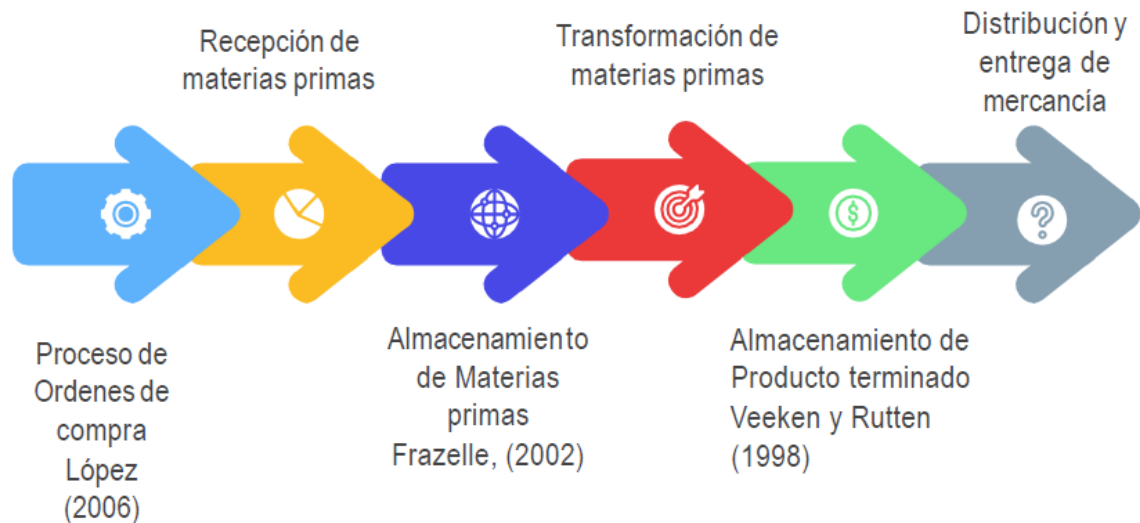 Proceso de
Ordenes de
compra
López
(2006)
Recepción de
materias primas
Almacenamiento
de Materias
primas
Frazelle, (2002)
Transformación de
materias primas
$
Almacenamiento de
Producto terminado
Veeken y Rutten
(1998)
Distribución y
entrega de
mercancía
?